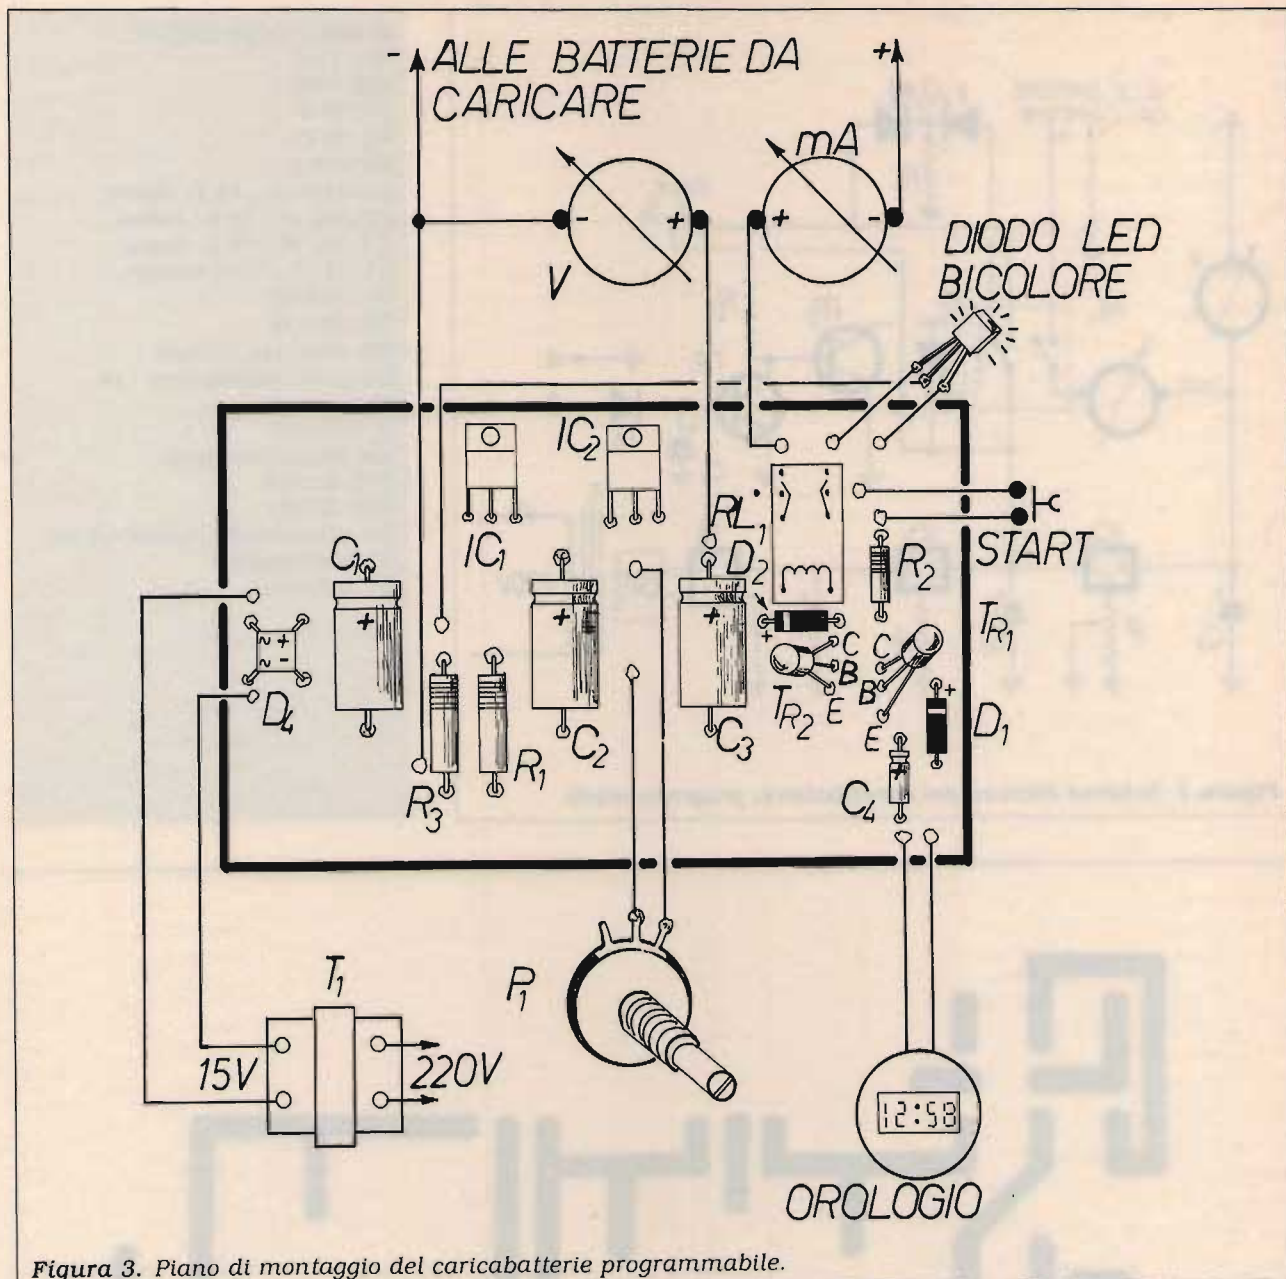 - ALLE BATTERIE DA +
CARICARE
mA
- + + -
V
DIODO LED
BICOLORE
IC2
IC1
RL1
START
C1
D2
R2
+
+
+
+
TR1
~ +
~ -
C
B
E
C
B
E
TR2
+
D1
D4
R1
C2
C3
R3
+
C4
T1
P1
15V
220V
12:58
OROLOGIO
Figura 3. Piano di montaggio del caricabatterie programmabile.